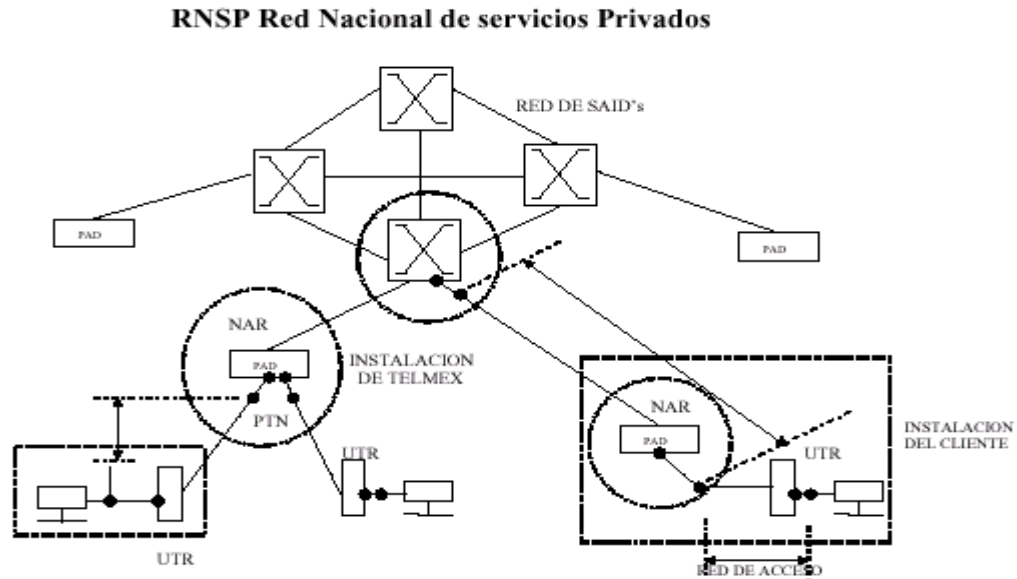 RNSP Red Nacional de servicios Privados
RED DE SAID's
PAD
PAD
NAR
PAD
INSTALACION
DE TELMEX
PTN
NAR
PAD
INSTALACION
DEL CLIENTE
UTR
UTR
UTR
RED DE ACCESO